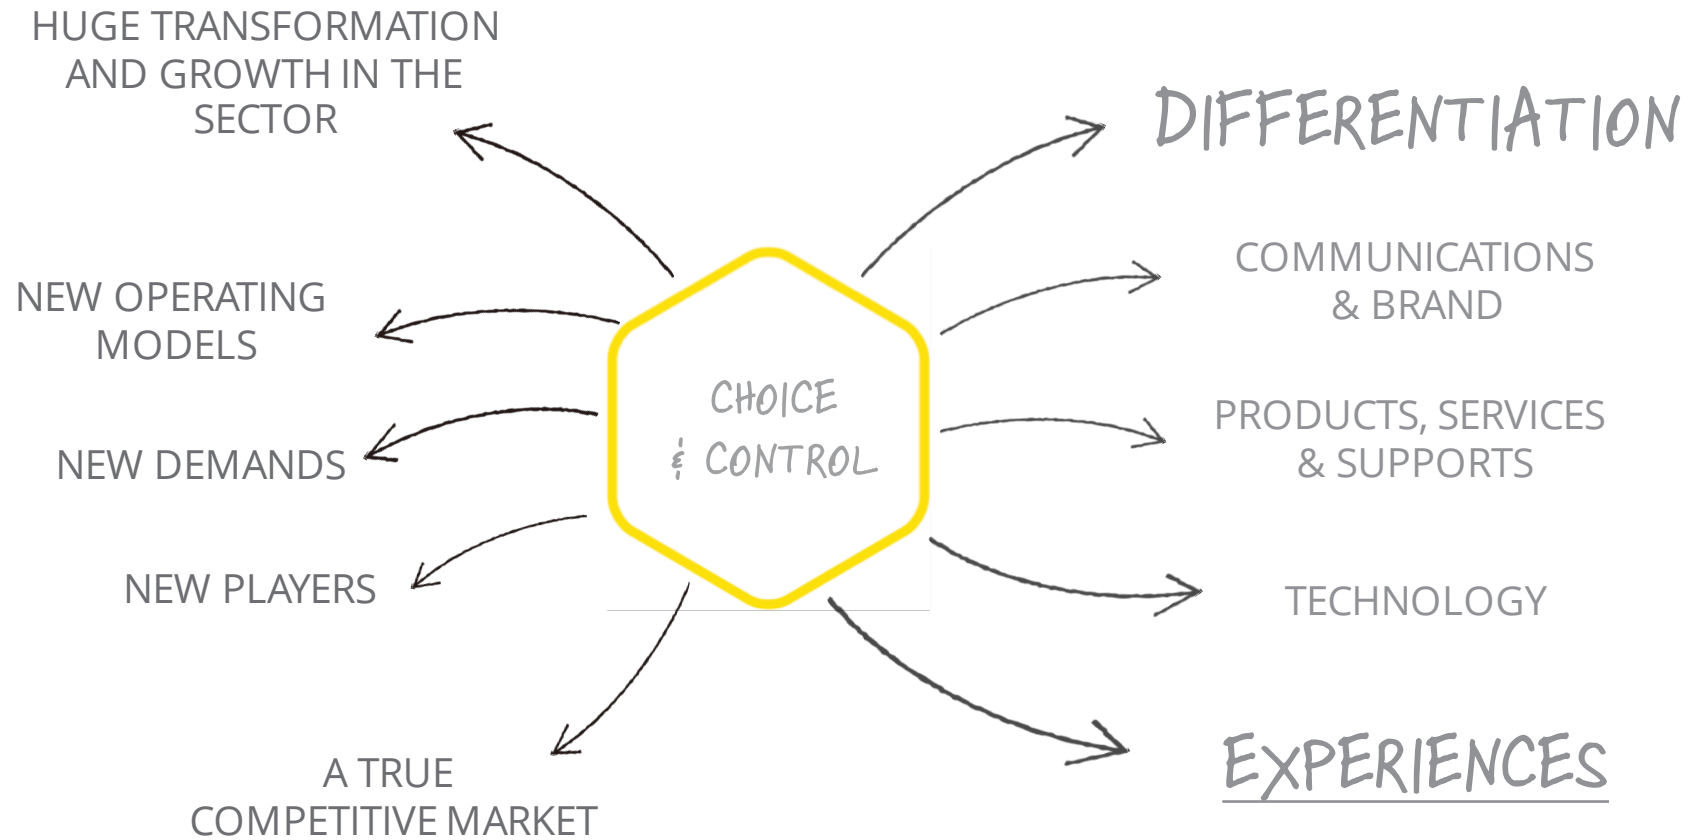 HUGE TRANSFORMATION
AND GROWTH IN THE
SECTOR
NEW OPERATING
MODELS
NEW DEMANDS
NEW PLAYERS
A TRUE
COMPETITIVE MARKET
CHOICE
& CONTROL
DIFFERENTIATION
COMMUNICATIONS
& BRAND
PRODUCTS, SERVICES
& SUPPORTS
TECHNOLOGY
EXPERIENCES